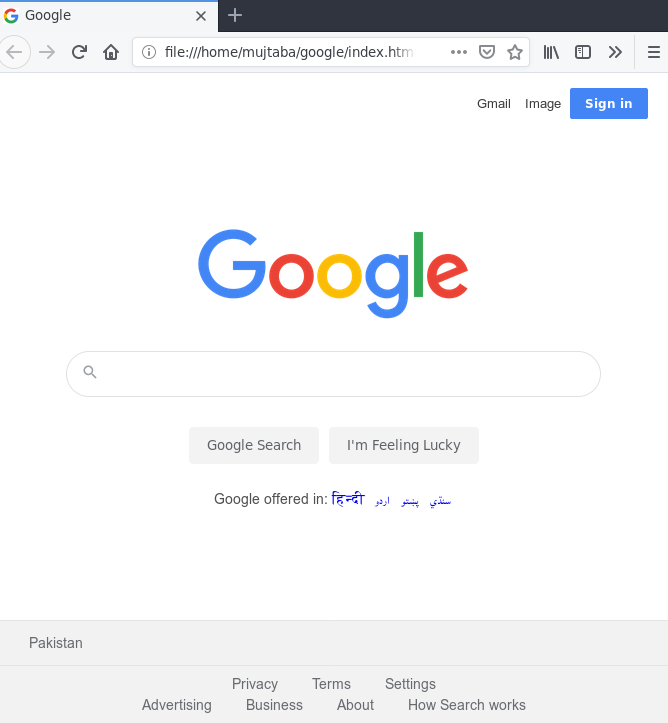 Google
file:///home/mujtaba/google/index.htm
Gmail Image Sign in
Google
Google Search I'm Feeling Lucky
Google offered in: हिन्दी اردو پښتو سنڌي
Pakistan
Privacy Terms Settings
Advertising Business About How Search works